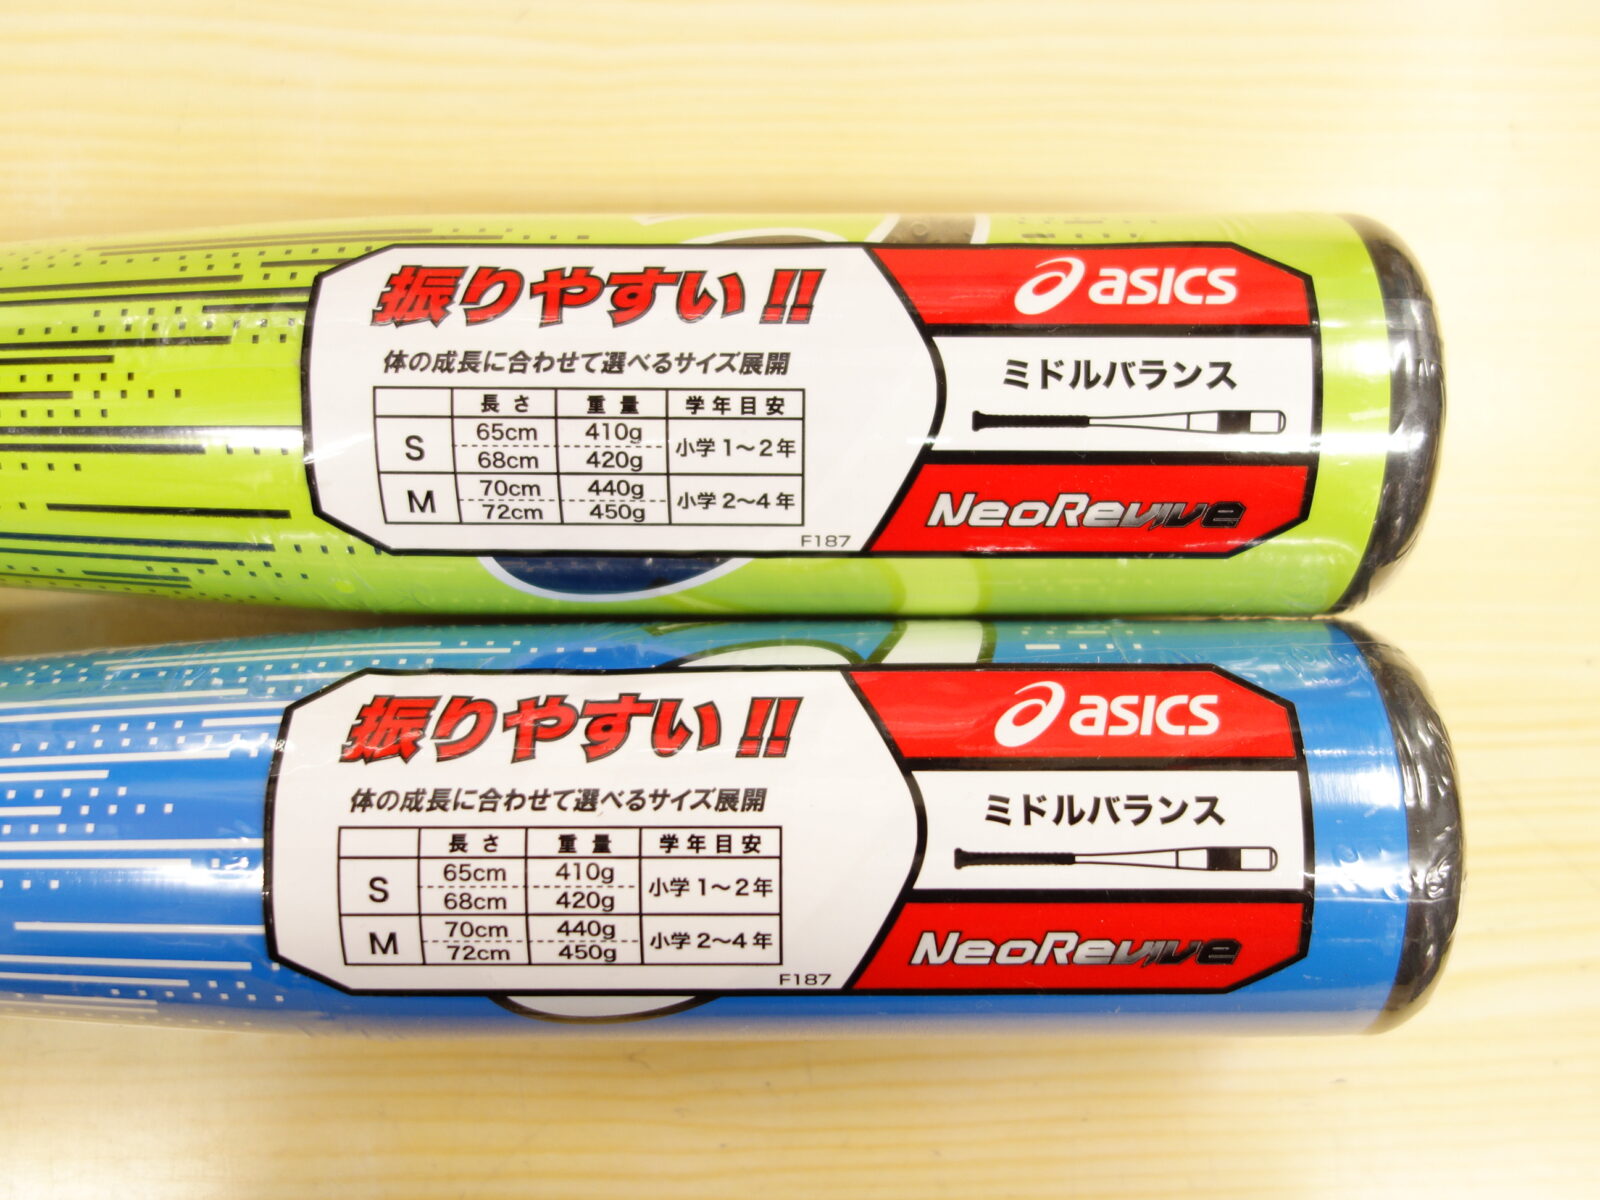 振りやすい!!
体の成長に合わせて選べるサイズ展開
長さ 重量 学年目安
S 65cm 410g 小学1〜2年
68cm 420g
M 70cm 440g 小学2〜4年
72cm 450g
F187
asics
ミドルバランス
NeoRevive
振りやすい!!
体の成長に合わせて選べるサイズ展開
長さ 重量 学年目安
S 65cm 410g 小学1〜2年
68cm 420g
M 70cm 440g 小学2〜4年
72cm 450g
F187
asics
ミドルバランス
NeoRevive